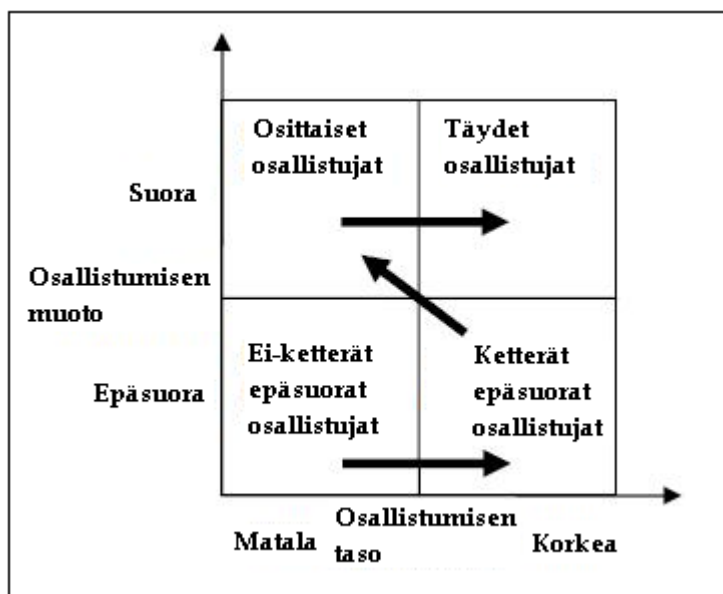 Osittaiset
osallistujat
Täydet
osallistujat
Suora
Osallistumisen
muoto
Epäsuora
Ei-ketterät
epäsuorat
osallistujat
Ketterät
epäsuorat
osallistujat
Matala
Osallistumisen
taso
Korkea